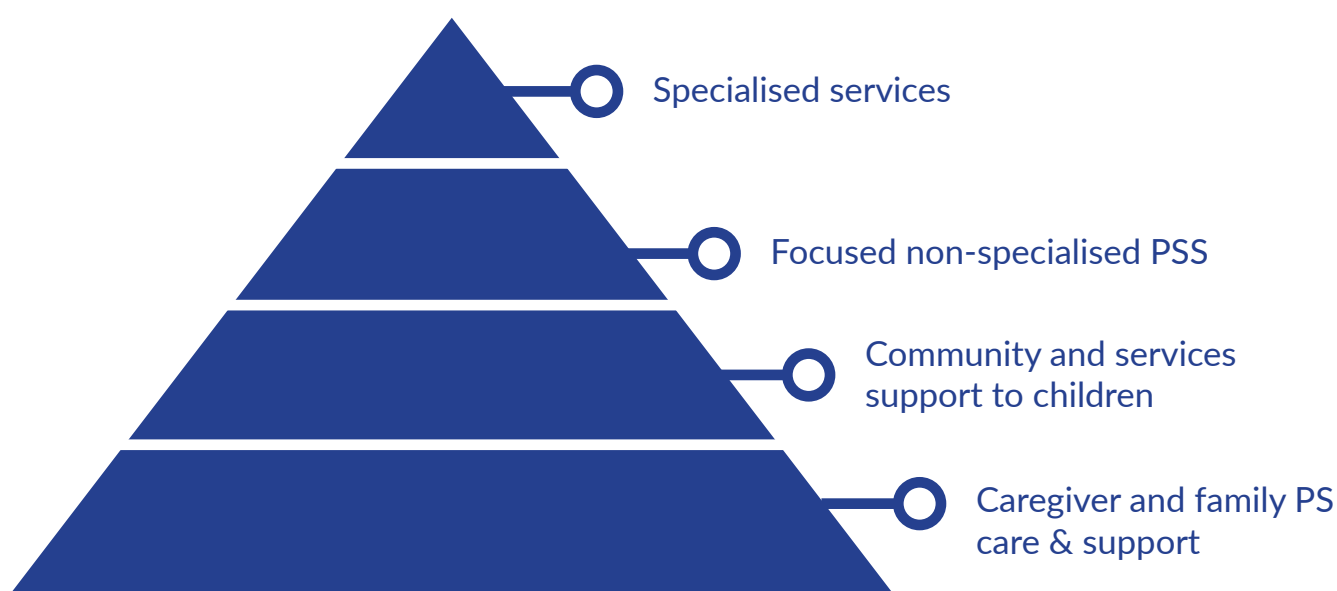 Specialised services
Focused non-specialised PSS
Community and services
support to children
Caregiver and family PS
care & support